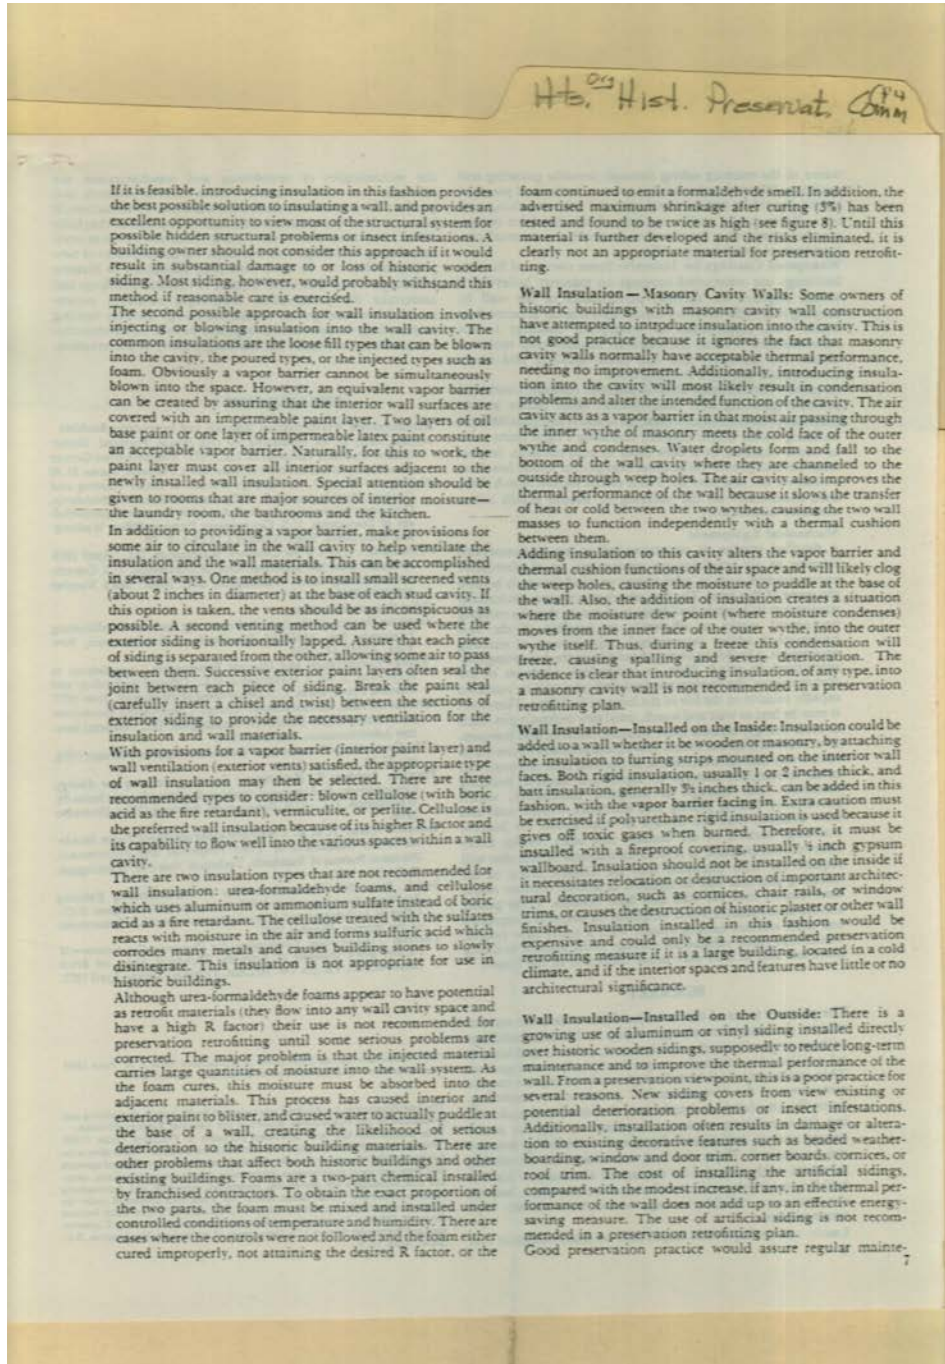 Hts. Org Hist. Preservat. Comm
If it is feasible, introducing insulation in this fashion provides
the best possible solution to insulating a wall, and provides an
excellent opportunity to view most of the structural system for
possible hidden structural problems or insect infestations. A
building owner should not consider this approach if it would
result in substantial damage to or loss of historic wooden
siding. Most siding, however, would probably withstand this
method if reasonable care is exercised.
The second possible approach for wall insulation involves
injecting or blowing insulation into the wall cavity. The
common insulations are the loose fill types that can be blown
into the cavity, the poured types, or the injected types such as
foam. Obviously a vapor barrier cannot be simultaneously
blown into the space. However, an equivalent vapor barrier
can be created by assuring that the interior wall surfaces are
covered with an impermeable paint layer. Two layers of oil
base paint or one layer of impermeable latex paint constitute
an acceptable vapor barrier. Naturally, for this to work, the
paint layer must cover all interior surfaces adjacent to the
newly installed wall insulation. Special attention should be
given to rooms that are major sources of interior moisture—
the laundry room, the bathrooms and the kitchen.
In addition to providing a vapor barrier, make provisions for
some air to circulate in the wall cavity to help ventilate the
insulation and the wall materials. This can be accomplished
in several ways. One method is to install small screened vents
(about 2 inches in diameter) at the base of each stud cavity. If
this option is taken, the vents should be as inconspicuous as
possible. A second venting method can be used where the
exterior siding is horizontally lapped. Assure that each piece
of siding is separated from the other, allowing some air to pass
between them. Successive exterior paint layers often seal the
joint between each piece of siding. Break the paint seal
(carefully insert a chisel and twist) between the sections of
exterior siding to provide the necessary ventilation for the
insulation and wall materials.
With provisions for a vapor barrier (interior paint layer) and
wall ventilation (exterior vents) satisfied, the appropriate type
of wall insulation may then be selected. There are three
recommended types to consider: blown cellulose (with boric
acid as the fire retardant), vermiculite, or perlite. Cellulose is
the preferred wall insulation because of its higher R factor and
its capability to flow well into the various spaces within a wall
cavity.
There are two insulation types that are not recommended for
wall insulation: urea-formaldehyde foams, and cellulose
which uses aluminum or ammonium sulfate instead of boric
acid as a fire retardant. The cellulose treated with the sulfates
reacts with moisture in the air and forms sulfuric acid which
corrodes many metals and causes building stones to slowly
disintegrate. This insulation is not appropriate for use in
historic buildings.
Although urea-formaldehyde foams appear to have potential
as retrofit materials (they flow into any wall cavity space and
have a high R factor) their use is not recommended for
preservation retrofitting until some serious problems are
corrected. The major problem is that the injected material
carries large quantities of moisture into the wall system. As
the foam cures, this moisture must be absorbed into the
adjacent materials. This process has caused interior and
exterior paint to blister, and caused water to actually puddle at
the base of a wall, creating the likelihood of serious
deterioration to the historic building materials. There are
other problems that affect both historic buildings and other
existing buildings. Foams are a two-part chemical installed
by franchised contractors. To obtain the exact proportion of
the two parts, the foam must be mixed and installed under
controlled conditions of temperature and humidity. There are
cases where the controls were not followed and the foam either
cured improperly, not attaining the desired R factor, or the
foam continued to emit a formaldehyde smell. In addition, the
advertised maximum shrinkage after curing (3%) has been
tested and found to be twice as high (see figure 8). Until this
material is further developed and the risks eliminated, it is
clearly not an appropriate material for preservation retrofit-
ting.
Wall Insulation—Masonry Cavity Walls: Some owners of
historic buildings with masonry cavity wall construction
have attempted to introduce insulation into the cavity. This is
not good practice because it ignores the fact that masonry
cavity walls normally have acceptable thermal performance,
needing no improvement. Additionally, introducing insula-
tion into the cavity will most likely result in condensation
problems and alter the intended function of the cavity. The air
cavity acts as a vapor barrier in that moist air passing through
the inner wythe of masonry meets the cold face of the outer
wythe and condenses. Water droplets form and fall to the
bottom of the wall cavity where they are channeled to the
outside through weep holes. The air cavity also improves the
thermal performance of the wall because it slows the transfer
of heat or cold between the two wythes, causing the two wall
masses to function independently with a thermal cushion
between them.
Adding insulation to this cavity alters the vapor barrier and
thermal cushion functions of the air space and will likely clog
the weep holes, causing the moisture to puddle at the base of
the wall. Also, the addition of insulation creates a situation
where the moisture dew point (where moisture condenses)
moves from the inner face of the outer wythe, into the outer
wythe itself. Thus, during a freeze this condensation will
freeze, causing spalling and severe deterioration. The
evidence is clear that introducing insulation, of any type, into
a masonry cavity wall is not recommended in a preservation
retrofitting plan.
Wall Insulation—Installed on the Inside: Insulation could be
added to a wall whether it be wooden or masonry, by attaching
the insulation to furring strips mounted on the interior wall
faces. Both rigid insulation, usually 1 or 2 inches thick, and
batt insulation, generally 3½ inches thick, can be added in this
fashion, with the vapor barrier facing in. Extra caution must
be exercised if polyurethane rigid insulation is used because it
gives off toxic gases when burned. Therefore, it must be
installed with a fireproof covering, usually ½ inch gypsum
wallboard. Insulation should not be installed on the inside if
it necessitates relocation or destruction of important architec-
tural decoration, such as cornices, chair rails, or window
trims, or causes the destruction of historic plaster or other wall
finishes. Insulation installed in this fashion would be
expensive and could only be a recommended preservation
retrofitting measure if it is a large building, located in a cold
climate, and if the interior spaces and features have little or no
architectural significance.
Wall Insulation—Installed on the Outside: There is a
growing use of aluminum or vinyl siding installed directly
over historic wooden sidings, supposedly to reduce long-term
maintenance and to improve the thermal performance of the
wall. From a preservation viewpoint, this is a poor practice for
several reasons. New siding covers from view existing or
potential deterioration problems or insect infestations.
Additionally, installation often results in damage or altera-
tion to existing decorative features such as beaded weather-
boarding, window and door trim, corner boards, cornices, or
roof trim. The cost of installing the artificial sidings,
compared with the modest increase, if any, in the thermal per-
formance of the wall does not add up to an effective energy-
saving measure. The use of artificial siding is not recom-
mended in a preservation retrofitting plan.
Good preservation practice would assure regular mainte-
7